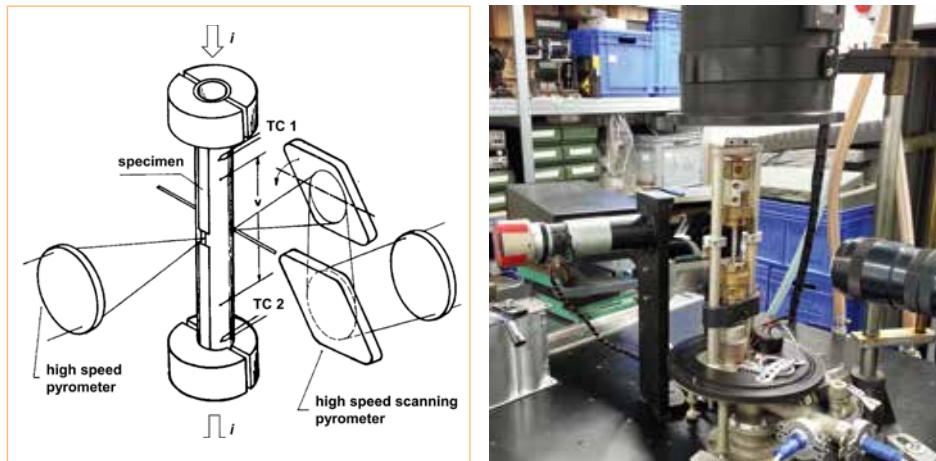 i
TC 1
specimen
v
TC 2
high speed
pyrometer
high speed scanning
pyrometer
i